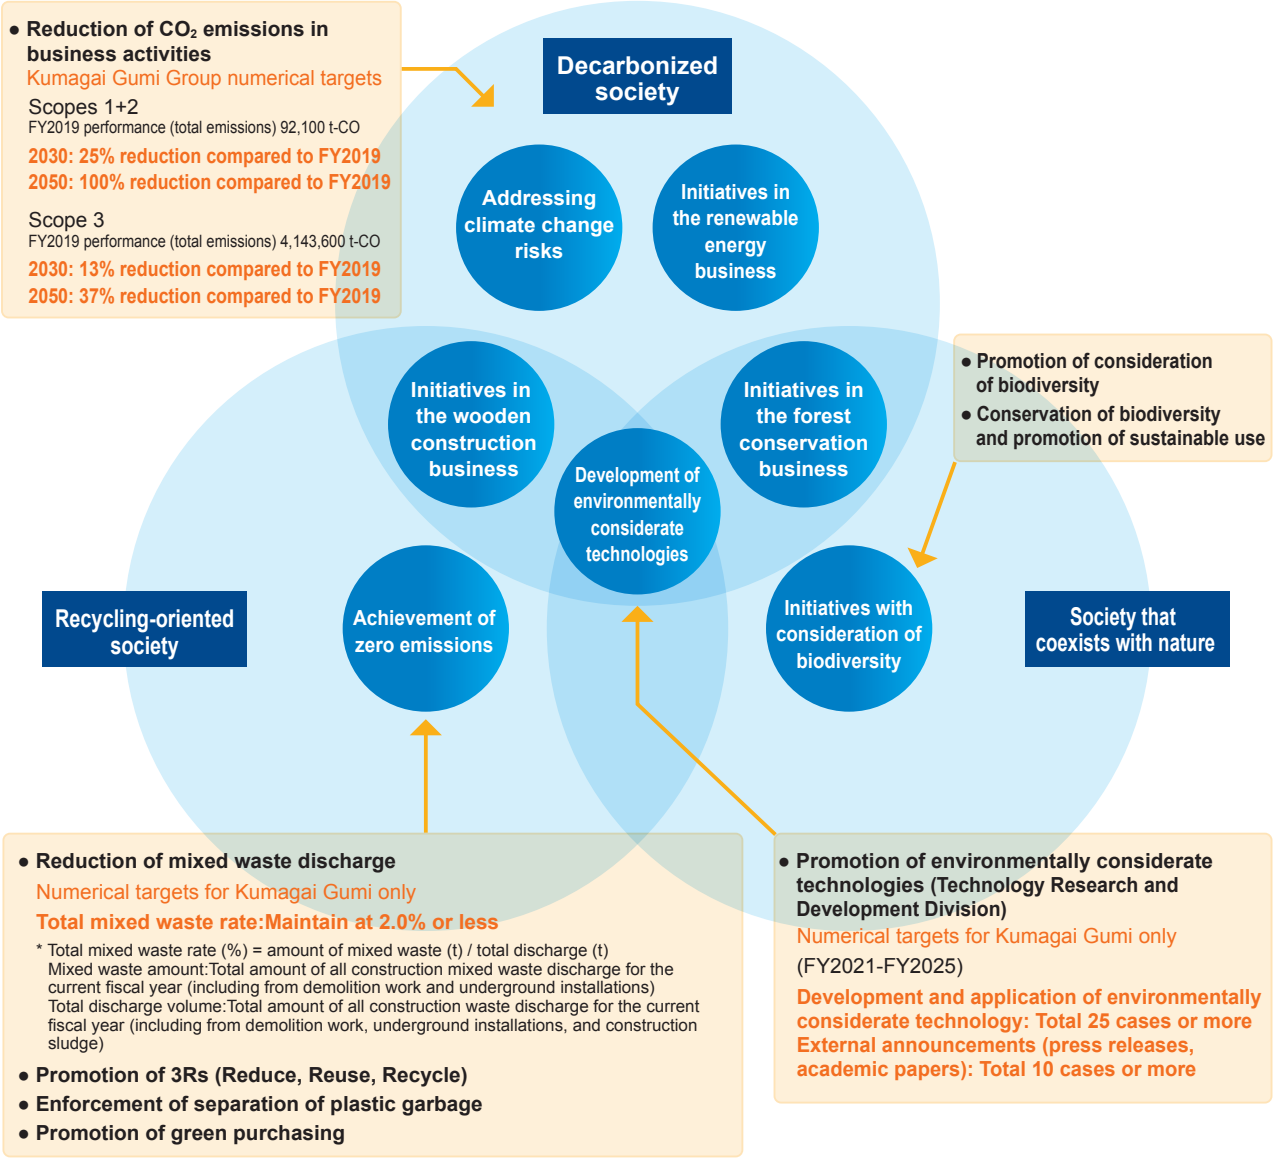 ● Reduction of CO₂ emissions in
business activities
Kumagai Gumi Group numerical targets
Scopes 1+2
FY2019 performance (total emissions) 92,100 t-CO
2030: 25% reduction compared to FY2019
2050: 100% reduction compared to FY2019
Scope 3
FY2019 performance (total emissions) 4,143,600 t-CO
2030: 13% reduction compared to FY2019
2050: 37% reduction compared to FY2019
Decarbonized
society
Addressing
climate change
risks
Initiatives in
the renewable
energy
business
Initiatives in
the wooden
construction
business
Initiatives in
the forest
conservation
business
Development of
environmentally
considerate
technologies
● Promotion of consideration
of biodiversity
● Conservation of biodiversity
and promotion of sustainable use
Recycling-oriented
society
Achievement of
zero emissions
Initiatives with
consideration of
biodiversity
Society that
coexists with nature
● Reduction of mixed waste discharge
Numerical targets for Kumagai Gumi only
Total mixed waste rate:Maintain at 2.0% or less
* Total mixed waste rate (%) = amount of mixed waste (t) / total discharge (t)
Mixed waste amount:Total amount of all construction mixed waste discharge for the
current fiscal year (including from demolition work and underground installations)
Total discharge volume:Total amount of all construction waste discharge for the current
fiscal year (including from demolition work, underground installations, and construction
sludge)
● Promotion of 3Rs (Reduce, Reuse, Recycle)
● Enforcement of separation of plastic garbage
● Promotion of green purchasing
● Promotion of environmentally considerate
technologies (Technology Research and
Development Division)
Numerical targets for Kumagai Gumi only
(FY2021-FY2025)
Development and application of environmentally
considerate technology: Total 25 cases or more
External announcements (press releases,
academic papers): Total 10 cases or more